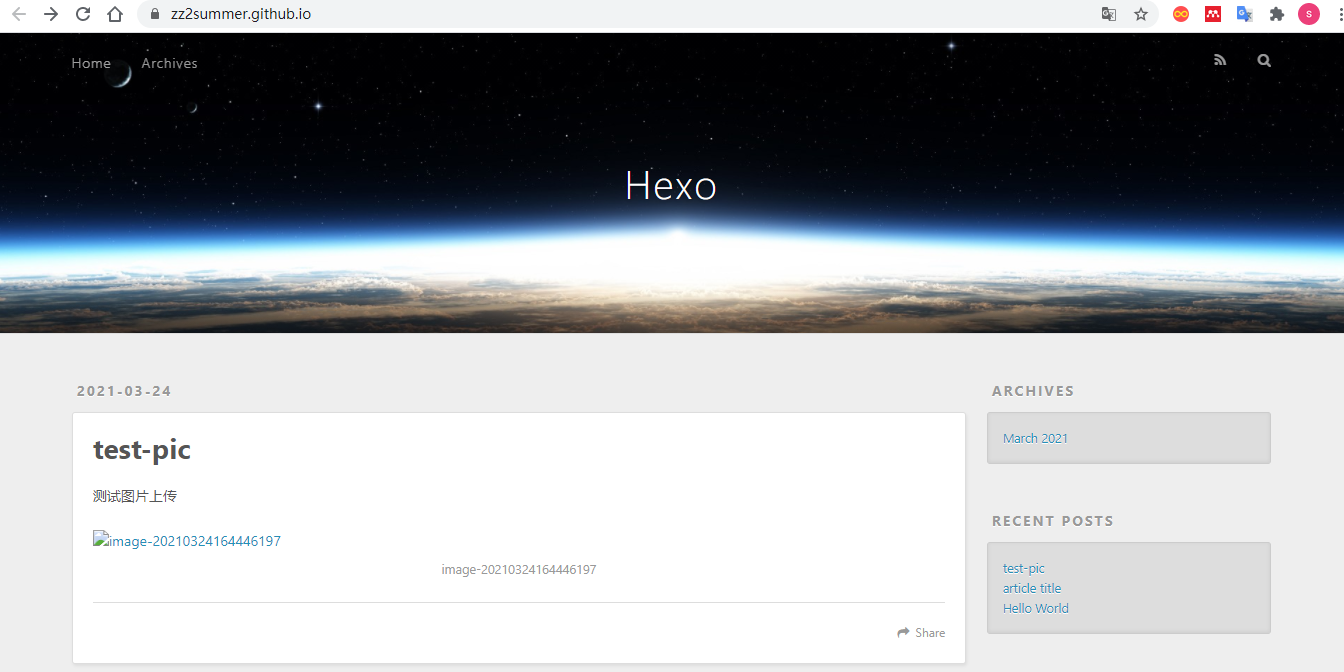 zz2summer.github.io
S
Home
Archives
Hexo
2021-03-24
test-pic
测试图片上传
image-20210324164446197
image-20210324164446197
Share
ARCHIVES
March 2021
RECENT POSTS
test-pic
article title
Hello World